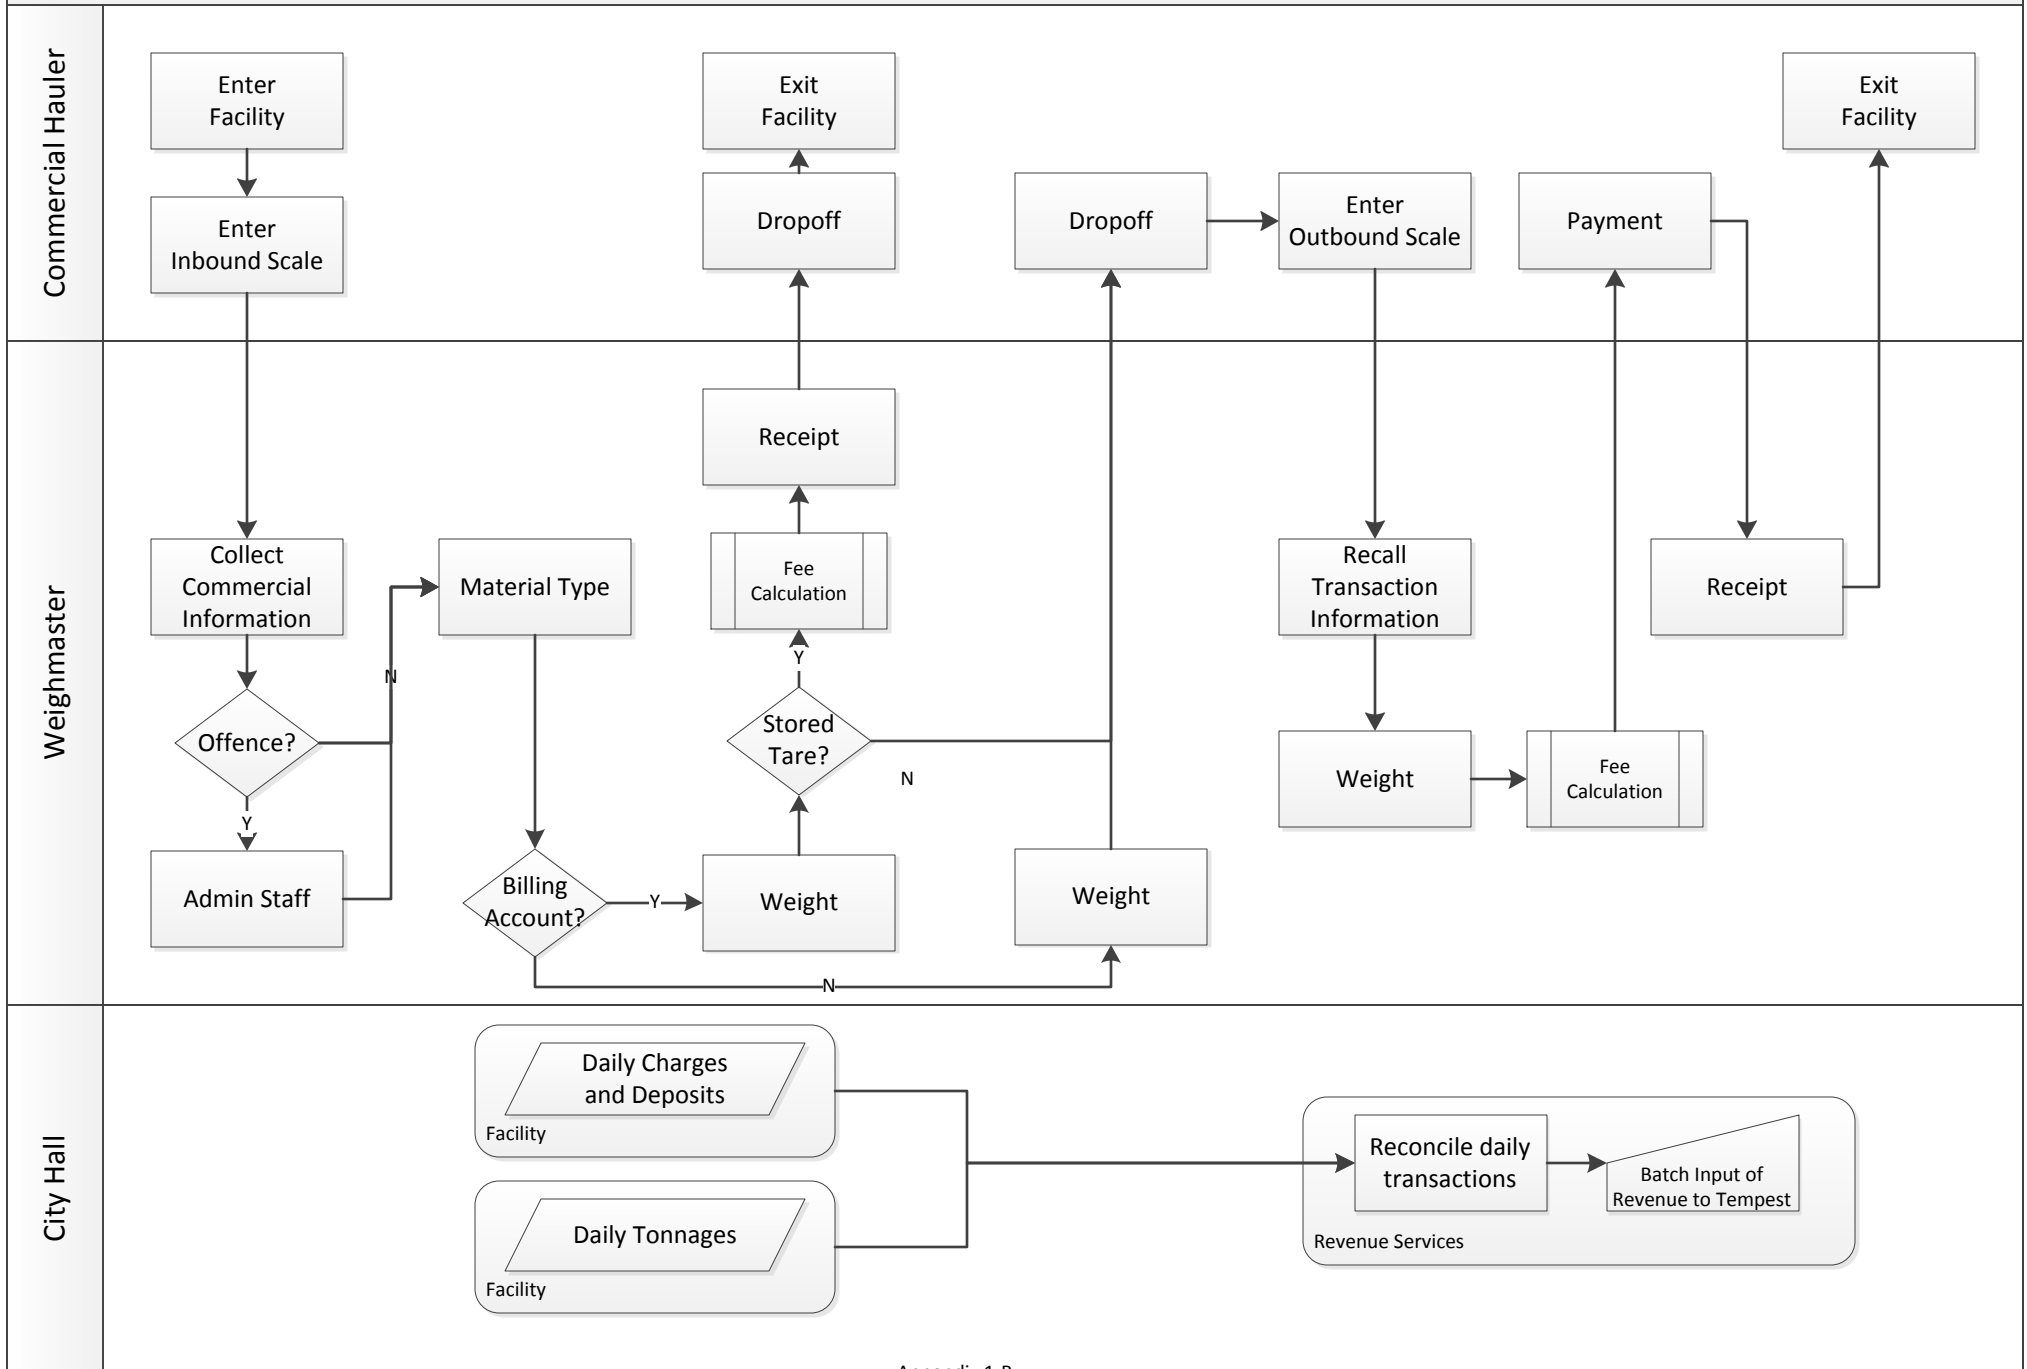 Commercial Hauler
Enter
Facility
Exit
Facility
Exit
Facility
Enter
Inbound Scale
Dropoff
Dropoff
Enter
Outbound Scale
Payment
Weighmaster
Receipt
Collect
Commercial
Information
Material Type
Fee
Calculation
Recall
Transaction
Information
Receipt
N
Y
Offence?
Stored
Tare?
N
Weight
Fee
Calculation
Y
Admin Staff
Billing
Account?
Y
Weight
Weight
N
City Hall
Daily Charges
and Deposits
Facility
Daily Tonnages
Facility
Reconcile daily
transactions
Batch Input of
Revenue to Tempest
Revenue Services